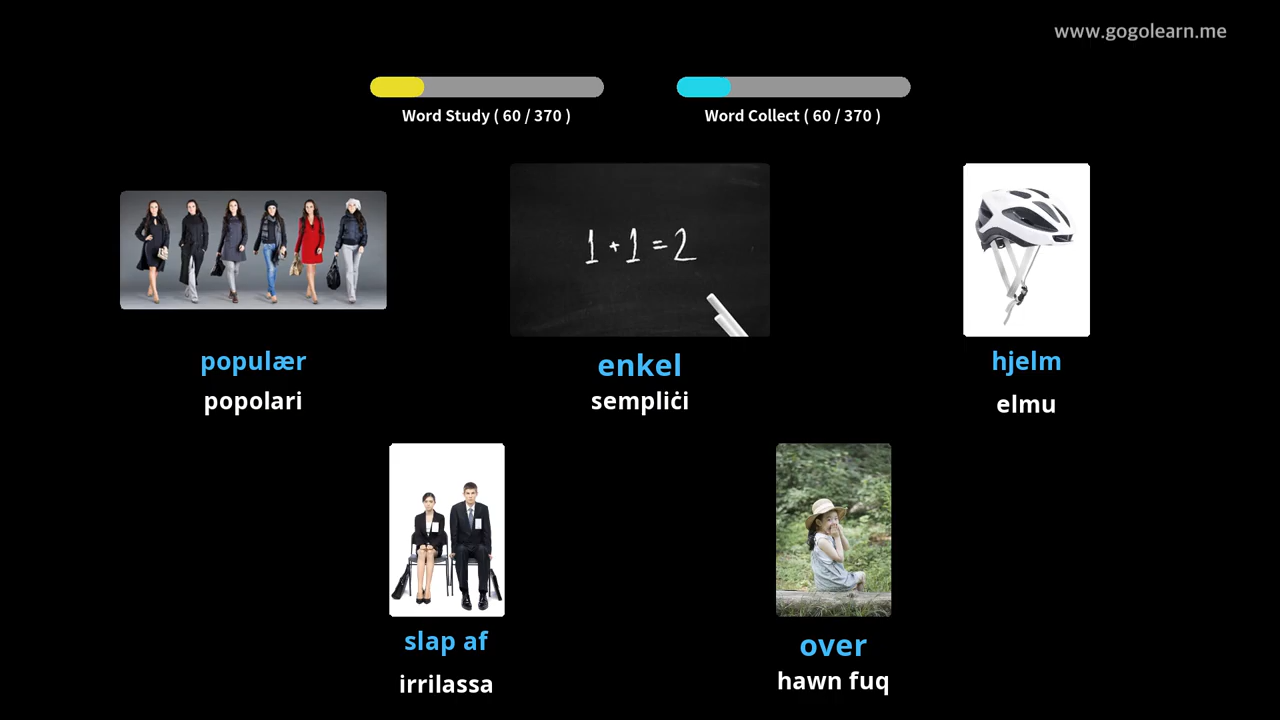 www.gogolearn.me
Word Study ( 60 / 370 )
Word Collect ( 60 / 370 )
1 + 1 = 2
populær
popolari
enkel
sempliċi
hjelm
elmu
slap af
irrilassa
over
hawn fuq